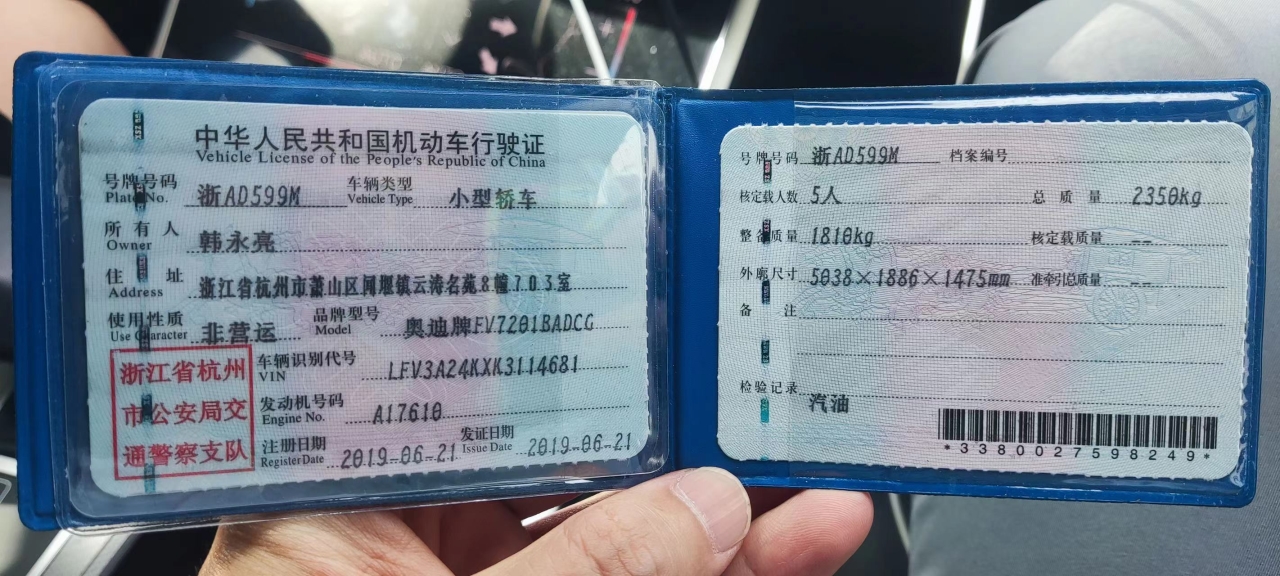 中华人民共和国机动车行驶证
Vehicle License of the People's Republic of China
号牌号码 浙AD599M 车辆类型 小型轿车
Plate No. Vehicle Type
所有人 韩永亮
Owner
住址 浙江省杭州市萧山区闻堰镇云涛名苑8幢703室
Address
使用性质 非营运 品牌型号 奥迪牌FV7201BADCG
Use Character Model
浙江省杭州
市公安局交
通警察支队
车辆识别代号 LFV3A24KXK3114681
VIN
发动机号码 A17610
Engine No.
注册日期 2019-06-21 发证日期 2019-06-21
Register Date Issue Date
号牌号码 浙AD599M 档案编号
核定载人数 5人 总质量 2350kg
整备质量 1810kg 核定载质量 --
外廓尺寸 5038×1886×1475mm 准牵引总质量 --
备注
检验记录
汽油
*3380027598249*